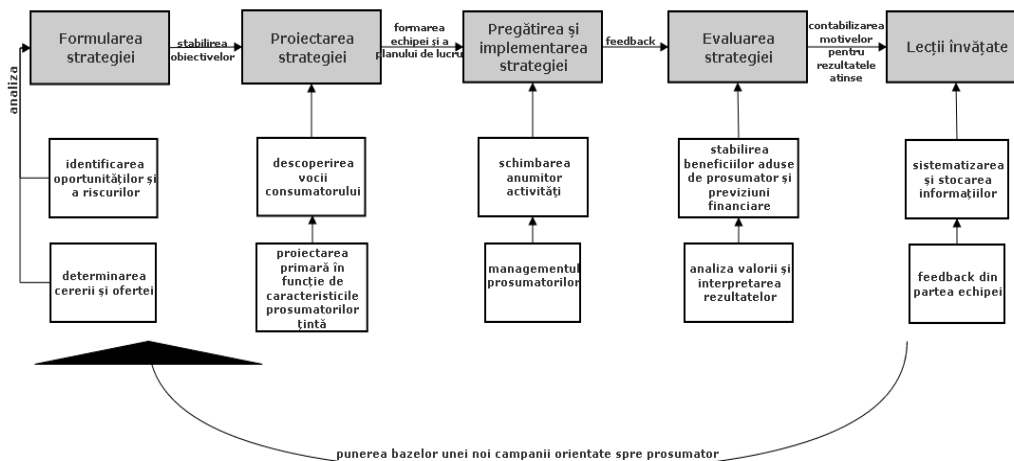 Formularea
strategiei
stabilirea
obiectivelor
Proiectarea
strategiei
formarea
echipei și a
planului de lucru
Pregătirea și
implementarea
strategiei
feedback
Evaluarea
strategiei
contabilizarea
motivelor
pentru
rezultatele
atinse
Lecții învățate
analiza
identificarea
oportunităților și
a riscurilor
descoperirea
vocii
consumatorului
schimbarea
anumitor
activități
stabilirea
beneficiilor aduse
de prosumator și
previziuni
financiare
sistematizarea
și stocarea
informațiilor
determinarea
cererii și ofertei
proiectarea
primară în
funcție de
caracteristicile
prosumatorilor
țintă
managementul
prosumatorilor
analiza valorii și
interpretarea
rezultatelor
feedback din
partea echipei
punerea bazelor unei noi campanii orientate spre prosumator